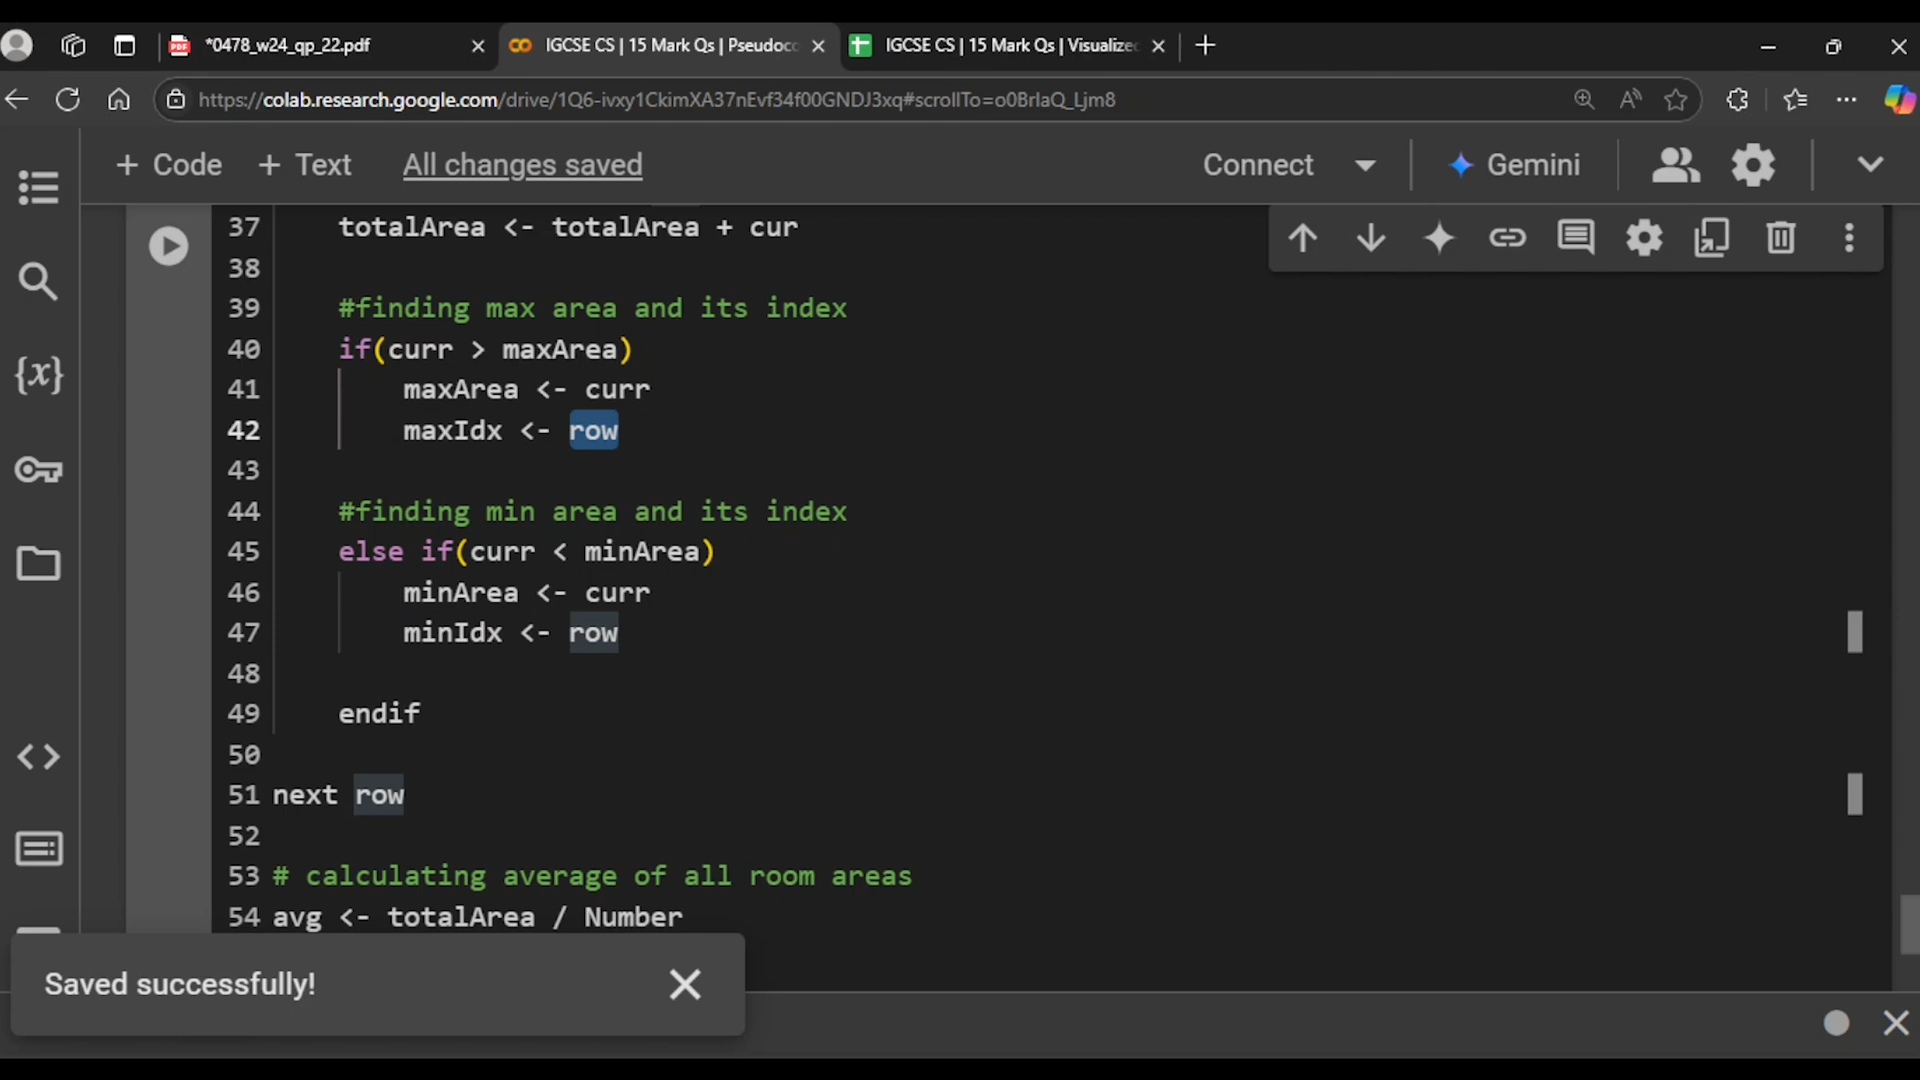 *0478_w24_qp_22.pdf
IGCSE CS | 15 Mark Qs | Pseudoco
IGCSE CS | 15 Mark Qs | Visualize
https://colab.research.google.com/drive/1Q6-ivxy1CkimXA37nEvf34f00GNDJ3xq#scrollTo=o0BrlaQ_Ljm8
+ Code + Text All changes saved Connect Gemini
37 totalArea <- totalArea + cur
38
39 #finding max area and its index
40 if(curr > maxArea)
41 maxArea <- curr
42 maxIdx <- row
43
44 #finding min area and its index
45 else if(curr < minArea)
46 minArea <- curr
47 minIdx <- row
48
49 endif
50
51 next row
52
53 # calculating average of all room areas
54 avg <- totalArea / Number
Saved successfully!